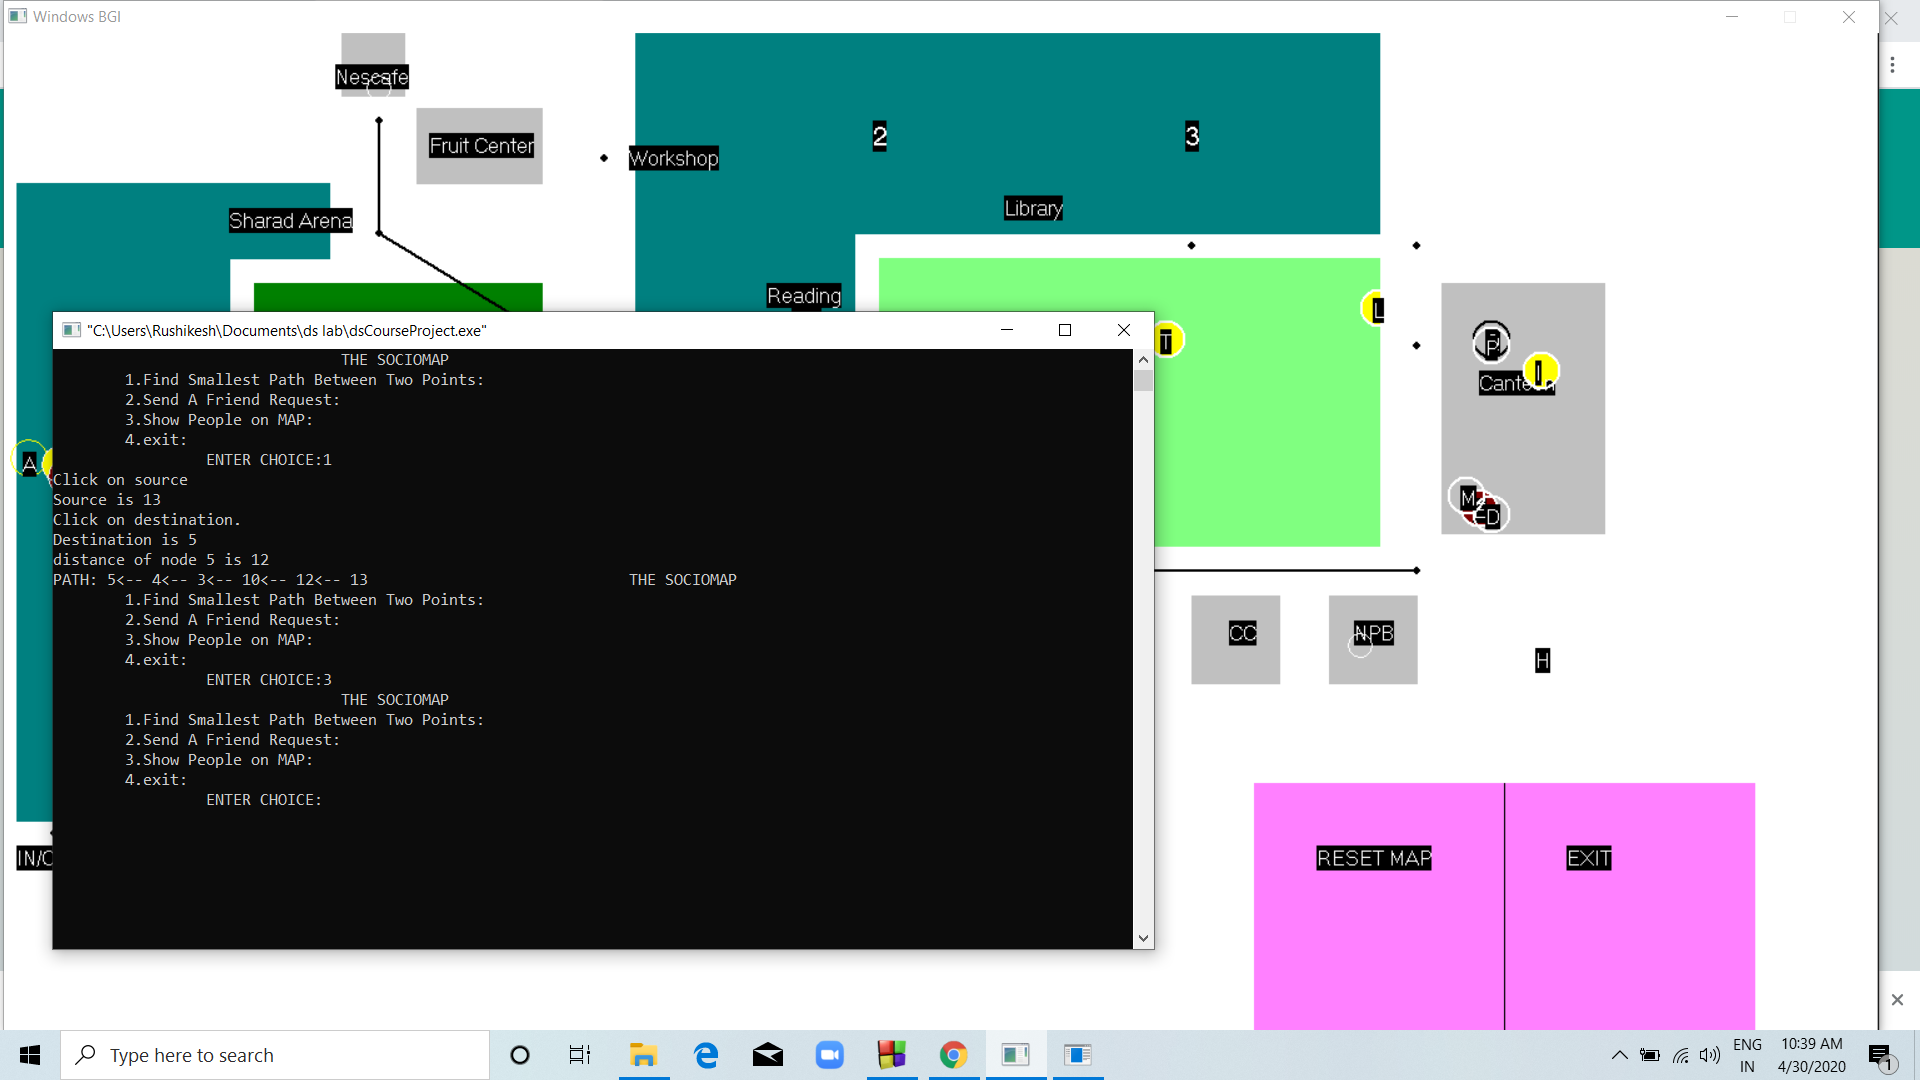 Windows BGI
Nescafe
Fruit Center
Workshop
2
3
Library
Sharad Arena
Reading
L
T
P
I
A
M
D
CC
NPB
H
RESET MAP
EXIT
IN/
"C:\Users\Rushikesh\Documents\ds lab\dsCourseProject.exe"
THE SOCIOMAP
1.Find Smallest Path Between Two Points:
2.Send A Friend Request:
3.Show People on MAP:
4.exit:
ENTER CHOICE:1
Click on source
Source is 13
Click on destination.
Destination is 5
distance of node 5 is 12
PATH: 5<-- 4<-- 3<-- 10<-- 12<-- 13 THE SOCIOMAP
1.Find Smallest Path Between Two Points:
2.Send A Friend Request:
3.Show People on MAP:
4.exit:
ENTER CHOICE:3
THE SOCIOMAP
1.Find Smallest Path Between Two Points:
2.Send A Friend Request:
3.Show People on MAP:
4.exit:
ENTER CHOICE:
Type here to search
ENG
IN
10:39 AM
4/30/2020
1